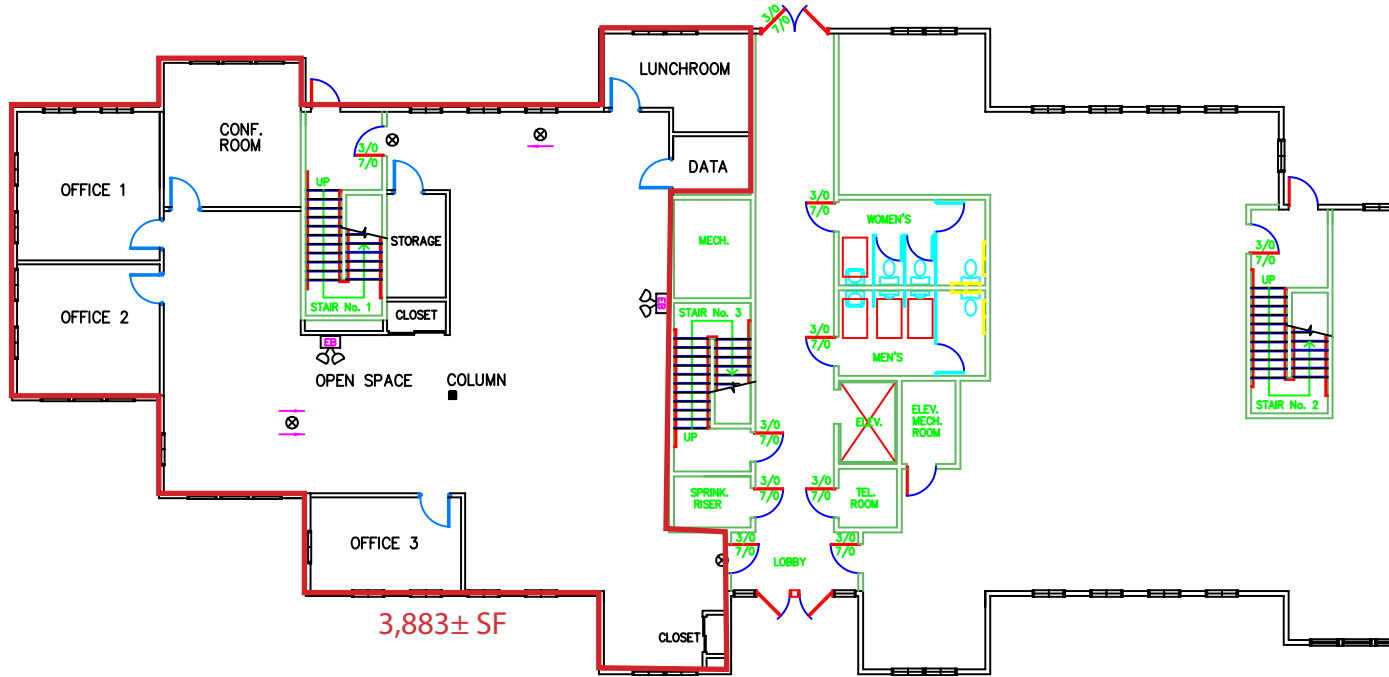 3/0
7/0
LUNCHROOM
CONF.
ROOM
3/0
7/0
DATA
OFFICE 1
UP
3/0
7/0
WOMEN'S
STORAGE
MECH.
3/0
7/0
UP
STAIR No. 1
CLOSET
EB
STAIR No. 3
OFFICE 2
EB
3/0
7/0
MEN'S
OPEN SPACE
COLUMN
STAIR No. 2
ELEV.
ELEV.
MECH.
ROOM
UP
3/0
7/0
SPRINK.
RISER
3/0
7/0
3/0
7/0
TEL.
ROOM
OFFICE 3
3/0
7/0
3/0
7/0
LOBBY
3,883± SF
CLOSET